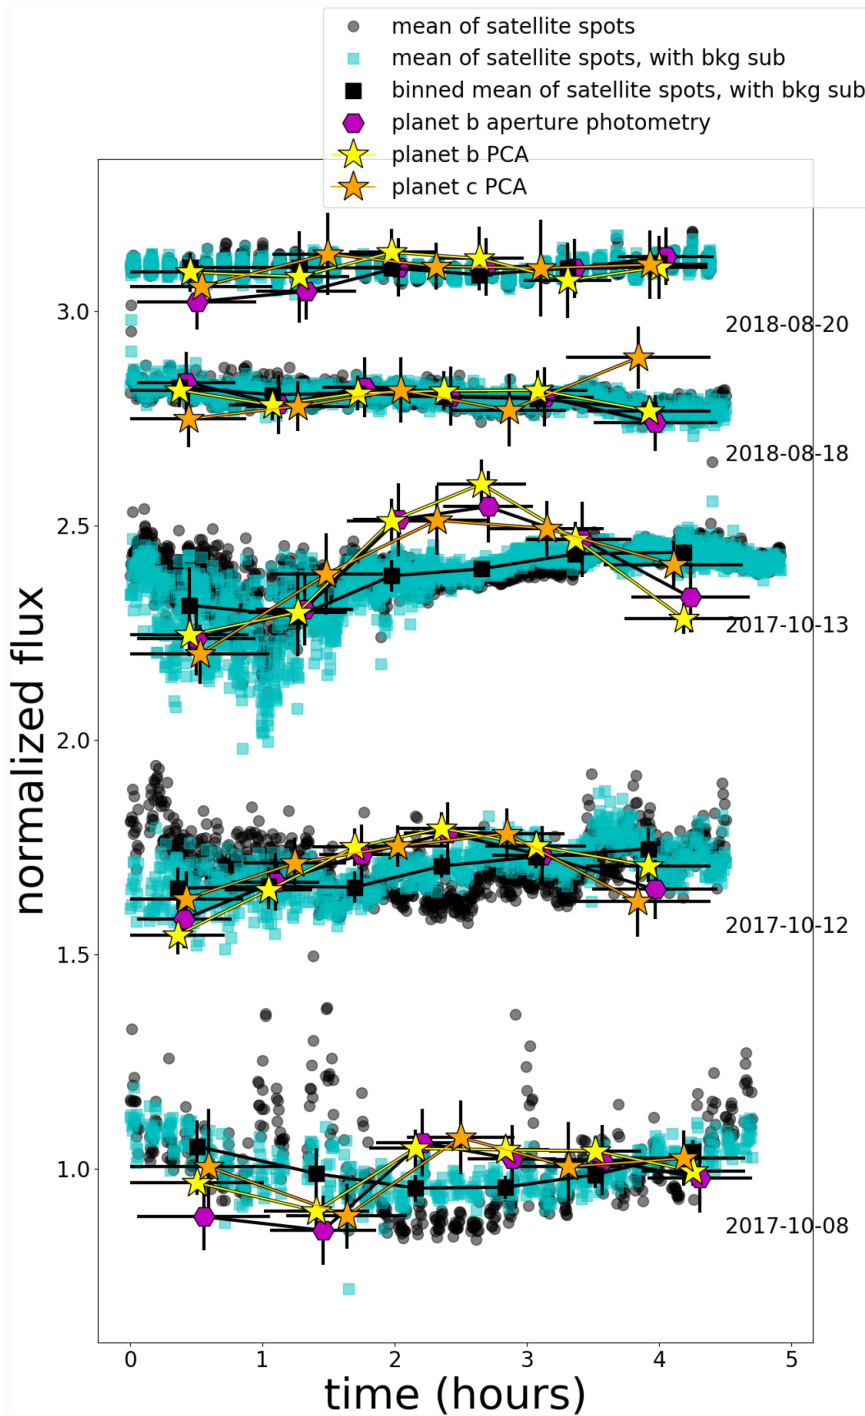 mean of satellite spots
mean of satellite spots, with bkg sub
binned mean of satellite spots, with bkg sub
planet b aperture photometry
planet b PCA
planet c PCA
3.0
2018-08-20
2018-08-18
2.5
2017-10-13
2.0
normalized flux
2017-10-12
1.5
1.0
2017-10-08
0 1 2 3 4 5
time (hours)